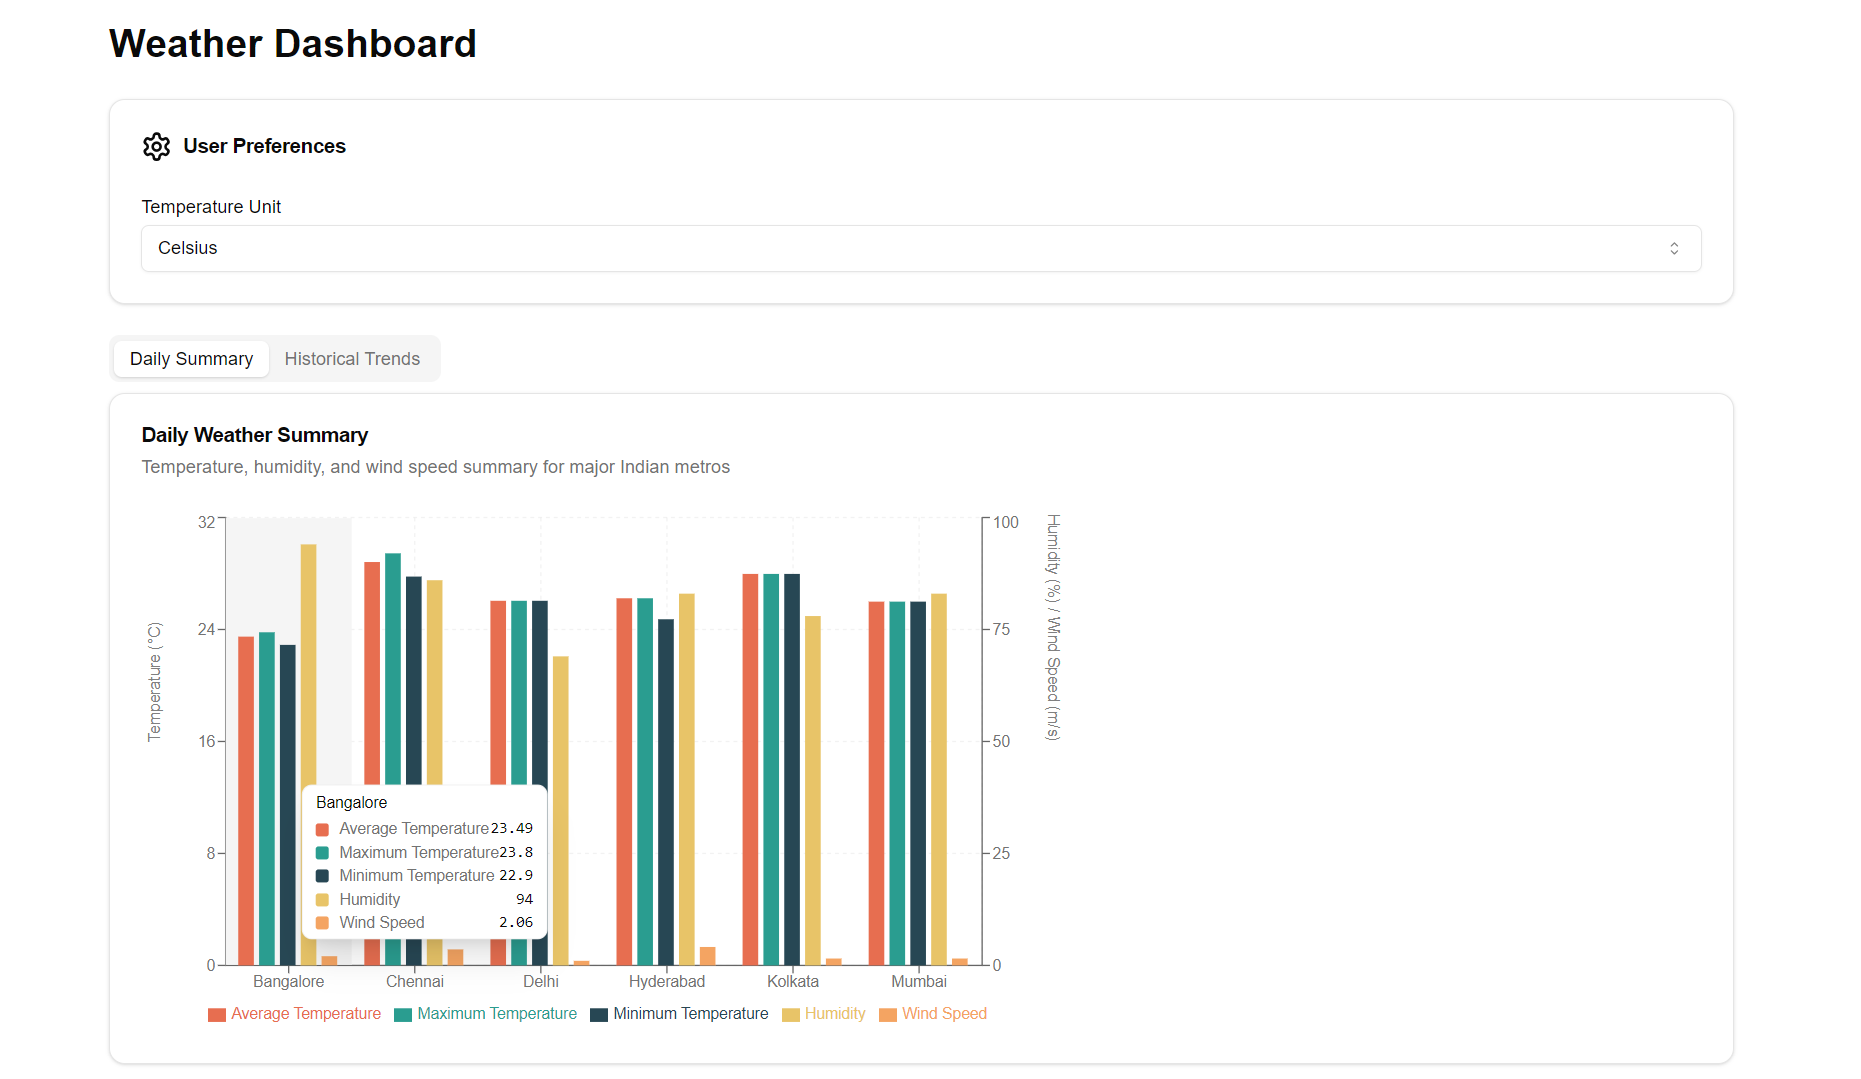 Weather Dashboard
User Preferences
Temperature Unit
Celsius
Daily Summary
Historical Trends
Daily Weather Summary
Temperature, humidity, and wind speed summary for major Indian metros
Temperature (°C)
32
24
16
8
0
100
75
50
25
0
Humidity (%) / Wind Speed (m/s)
Bangalore
Average Temperature 23.49
Maximum Temperature 23.8
Minimum Temperature 22.9
Humidity 94
Wind Speed 2.06
Bangalore Chennai Delhi Hyderabad Kolkata Mumbai
Average Temperature Maximum Temperature Minimum Temperature Humidity Wind Speed